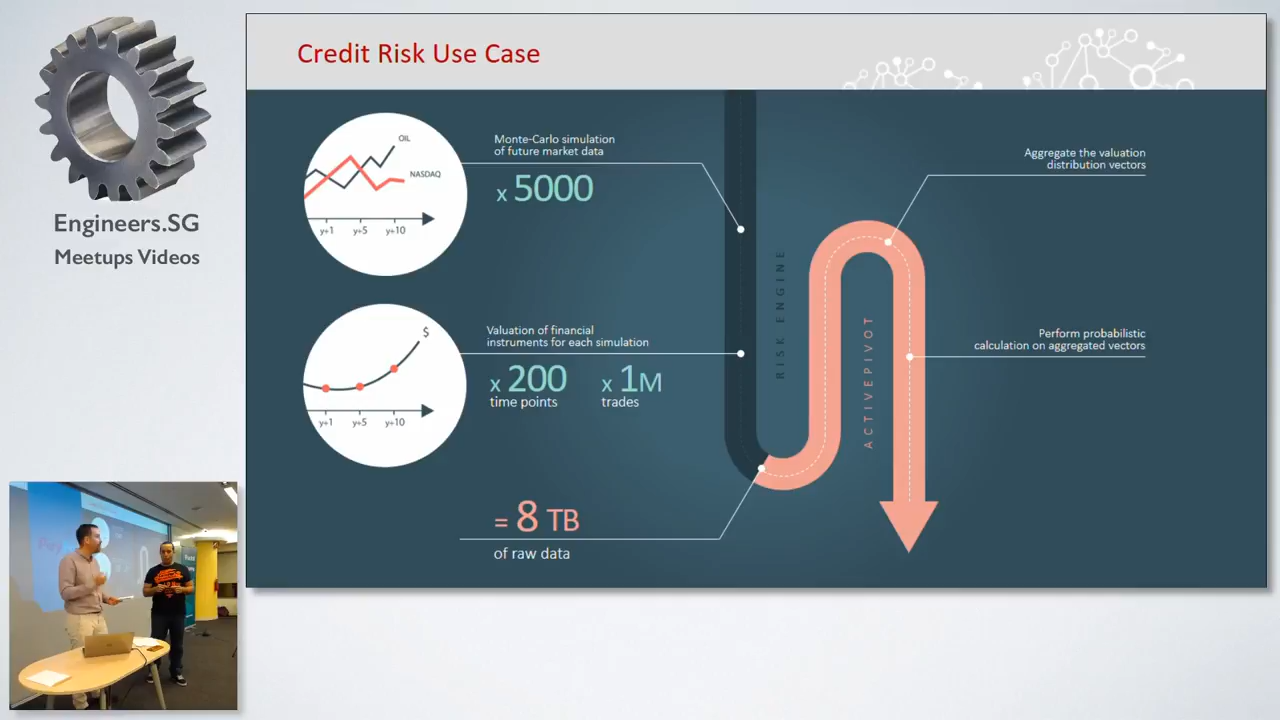 Engineers.SG
Meetups Videos
Credit Risk Use Case
OIL
NASDAQ
y+1 y+5 y+10
Monte-Carlo simulation
of future market data
x 5000
$
y+1 y+5 y+10
Valuation of financial
instruments for each simulation
x 200
time points
x 1M
trades
= 8 TB
of raw data
RISK ENGINE
ACTIVEPIVOT
Aggregate the valuation
distribution vectors
Perform probabilistic
calculation on aggregated vectors